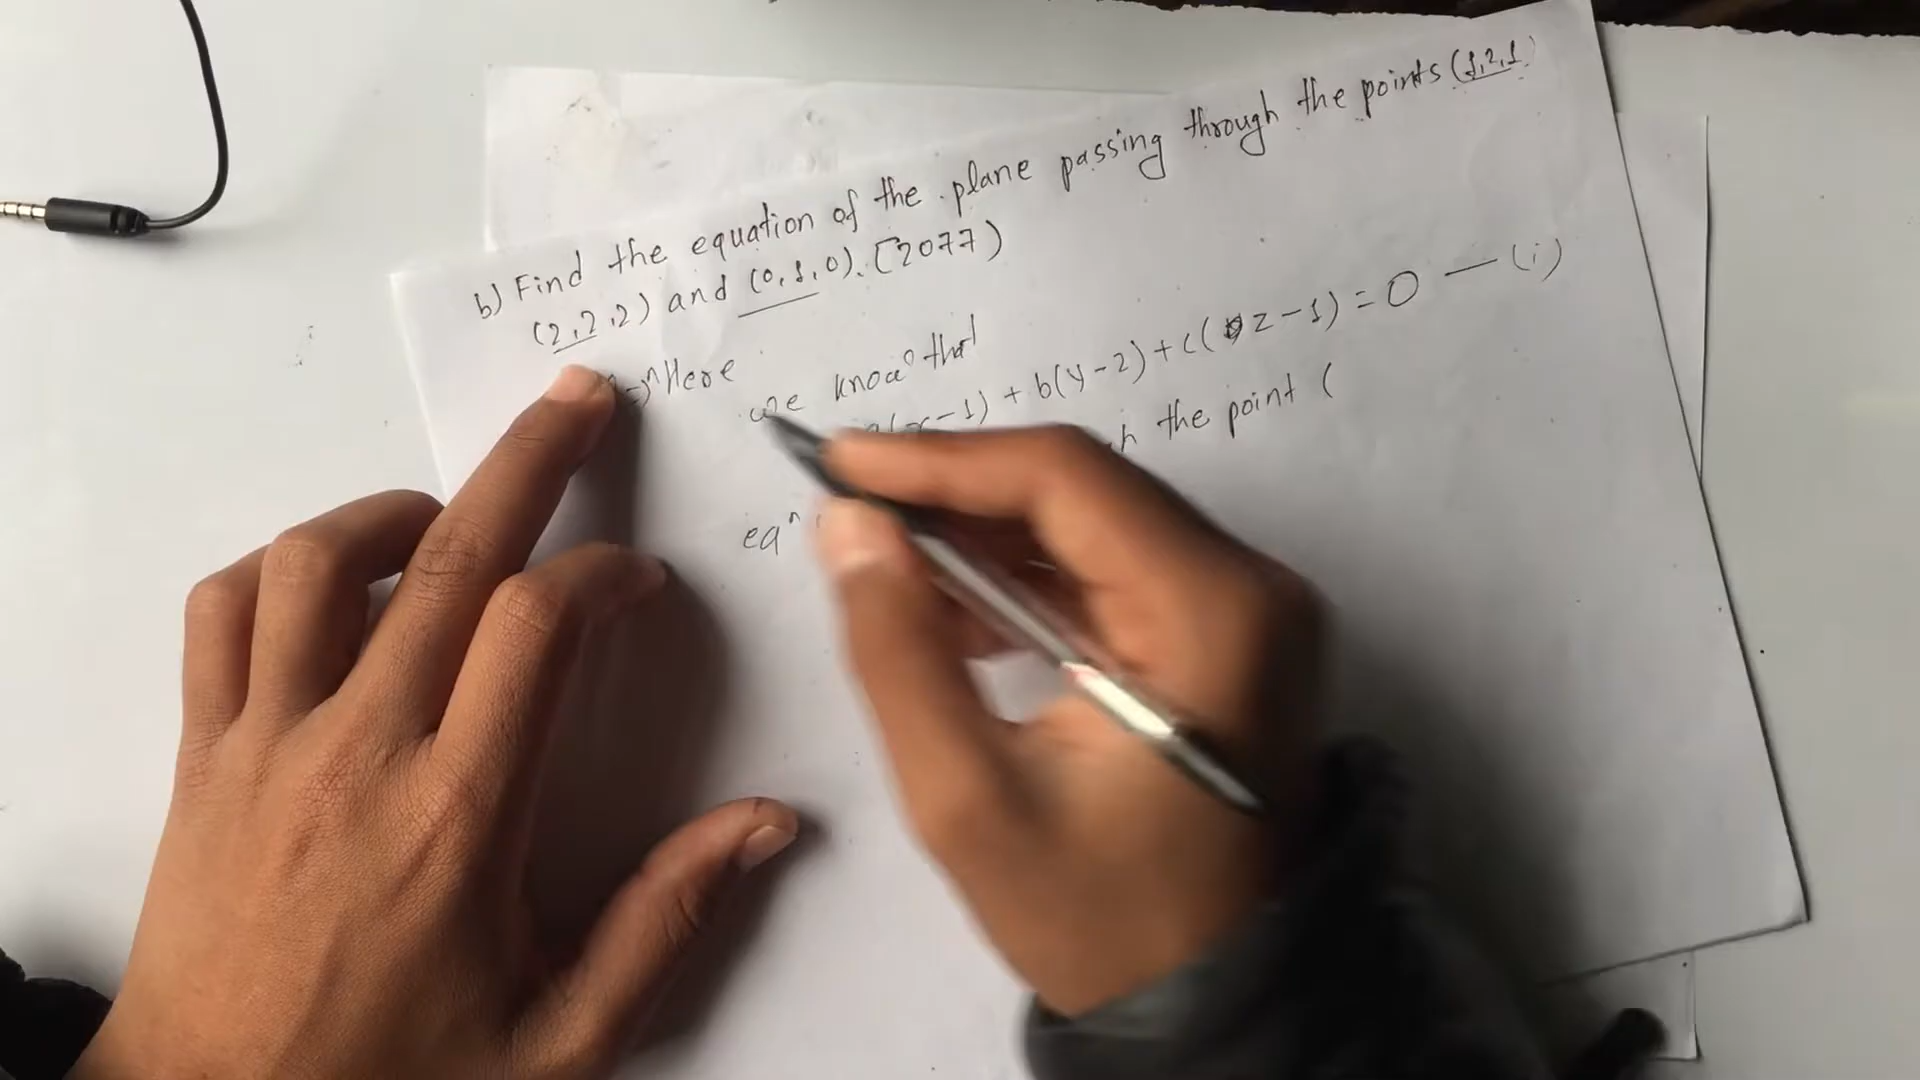 b) Find the equation of the plane passing through the points (1,2,1)
(2,2,2) and (0,1,0). [2077)
Here
we know that
a(x-1) + b(y-2) + c(z-1) = 0 — (i)
the point (
eqⁿ